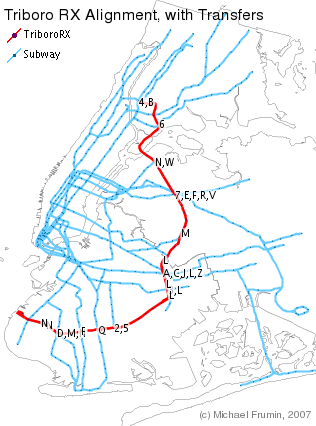 Triboro RX Alignment, with Transfers
TriboroRX
Subway
4,B
6
N,W
7,E,F,R,V
M
L
A,C,J,L,Z
L
N
D,M,
Q
2,5
(c) Michael Frumin, 2007